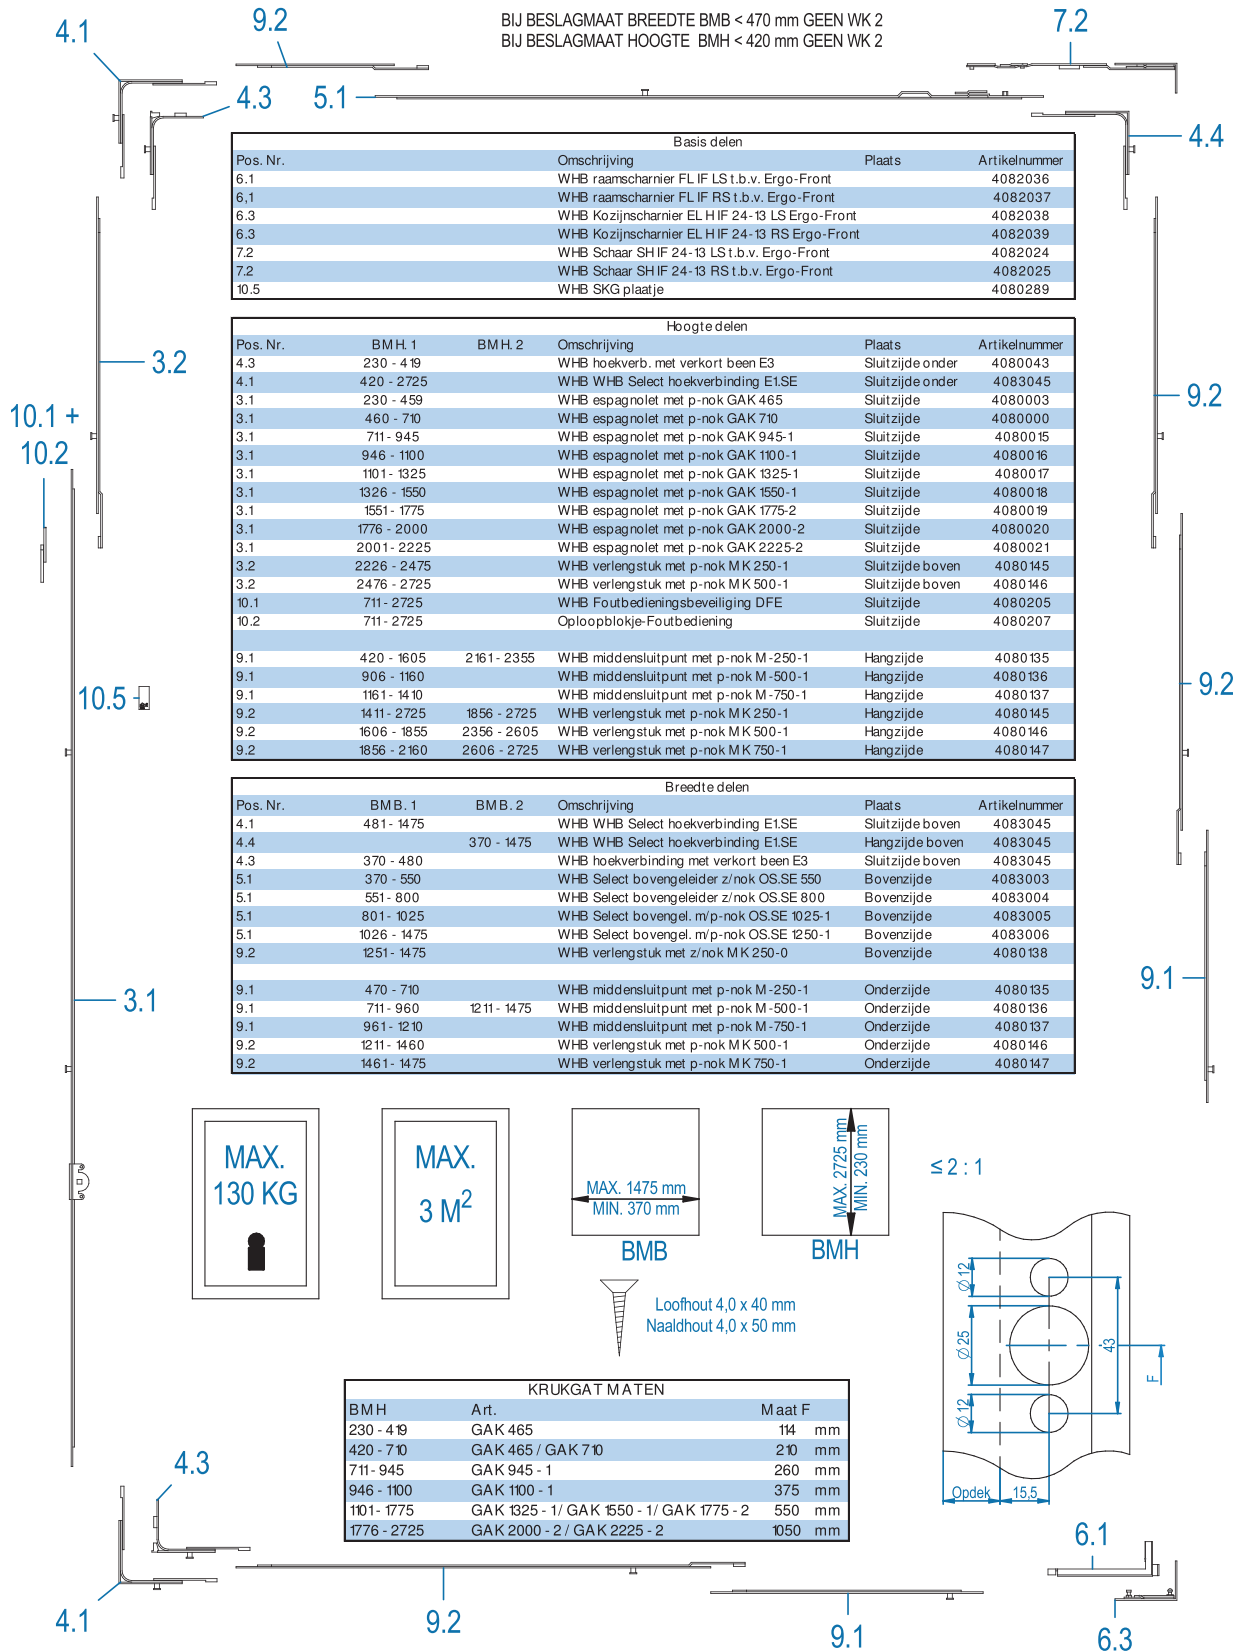 BIJ BESLAGMAAT BREEDTE BMB < 470 mm GEEN WK 2
BIJ BESLAGMAAT HOOGTE BMH < 420 mm GEEN WK 2
4.1
9.2
7.2
4.3
5.1
4.4
Basis delen
Pos. Nr. Omschrijving Plaats Artikelnummer
6.1 WHB raamscharnier FL IF LS t.b.v. Ergo-Front 4082036
6,1 WHB raamscharnier FL IF RS t.b.v. Ergo-Front 4082037
6.3 WHB Kozijnscharnier EL H IF 24-13 LS Ergo-Front 4082038
6.3 WHB Kozijnscharnier EL H IF 24-13 RS Ergo-Front 4082039
7.2 WHB Schaar SH IF 24-13 LS t.b.v. Ergo-Front 4082024
7.2 WHB Schaar SH IF 24-13 RS t.b.v. Ergo-Front 4082025
10.5 WHB SKG plaatje 4080289
Hoogte delen
Pos. Nr. BMH. 1 BMH. 2 Omschrijving Plaats Artikelnummer
4.3 230 - 419 WHB hoekverb. met verkort been E3 Sluitzijde onder 4080043
4.1 420 - 2725 WHB WHB Select hoekverbinding E1.SE Sluitzijde onder 4083045
3.1 230 - 459 WHB espagnolet met p-nok GAK 465 Sluitzijde 4080003
3.1 460 - 710 WHB espagnolet met p-nok GAK 710 Sluitzijde 4080000
3.1 711 - 945 WHB espagnolet met p-nok GAK 945-1 Sluitzijde 4080015
3.1 946 - 1100 WHB espagnolet met p-nok GAK 1100-1 Sluitzijde 4080016
3.1 1101 - 1325 WHB espagnolet met p-nok GAK 1325-1 Sluitzijde 4080017
3.1 1326 - 1550 WHB espagnolet met p-nok GAK 1550-1 Sluitzijde 4080018
3.1 1551 - 1775 WHB espagnolet met p-nok GAK 1775-2 Sluitzijde 4080019
3.1 1776 - 2000 WHB espagnolet met p-nok GAK 2000-2 Sluitzijde 4080020
3.1 2001 - 2225 WHB espagnolet met p-nok GAK 2225-2 Sluitzijde 4080021
3.2 2226 - 2475 WHB verlengstuk met p-nok MK 250-1 Sluitzijde boven 4080145
3.2 2476 - 2725 WHB verlengstuk met p-nok MK 500-1 Sluitzijde boven 4080146
10.1 711 - 2725 WHB Foutbedieningsbeveiliging DFE Sluitzijde 4080205
10.2 711 - 2725 Oploopblokje-Foutbediening Sluitzijde 4080207
9.1 420 - 1605 2161 - 2355 WHB middensluitpunt met p-nok M-250-1 Hangzijde 4080135
9.1 906 - 1160 WHB middensluitpunt met p-nok M-500-1 Hangzijde 4080136
9.1 1161 - 1410 WHB middensluitpunt met p-nok M-750-1 Hangzijde 4080137
9.2 1411 - 2725 1856 - 2725 WHB verlengstuk met p-nok MK 250-1 Hangzijde 4080145
9.2 1606 - 1855 2356 - 2605 WHB verlengstuk met p-nok MK 500-1 Hangzijde 4080146
9.2 1856 - 2160 2606 - 2725 WHB verlengstuk met p-nok MK 750-1 Hangzijde 4080147
3.2
10.1 +
10.2
10.5
3.1
9.2
9.2
9.1
Breedte delen
Pos. Nr. BMB. 1 BMB. 2 Omschrijving Plaats Artikelnummer
4.1 481 - 1475 WHB WHB Select hoekverbinding E1.SE Sluitzijde boven 4083045
4.4 370 - 1475 WHB WHB Select hoekverbinding E1.SE Hangzijde boven 4083045
4.3 370 - 480 WHB hoekverbinding met verkort been E3 Sluitzijde boven 4083045
5.1 370 - 550 WHB Select bovengeleider z/nok OS.SE 550 Bovenzijde 4083003
5.1 551 - 800 WHB Select bovengeleider z/nok OS.SE 800 Bovenzijde 4083004
5.1 801 - 1025 WHB Select bovengel. m/p-nok OS.SE 1025-1 Bovenzijde 4083005
5.1 1026 - 1475 WHB Select bovengel. m/p-nok OS.SE 1250-1 Bovenzijde 4083006
9.2 1251 - 1475 WHB verlengstuk met z/nok MK 250-0 Bovenzijde 4080138
9.1 470 - 710 WHB middensluitpunt met p-nok M-250-1 Onderzijde 4080135
9.1 711 - 960 1211 - 1475 WHB middensluitpunt met p-nok M-500-1 Onderzijde 4080136
9.1 961 - 1210 WHB middensluitpunt met p-nok M-750-1 Onderzijde 4080137
9.2 1211 - 1460 WHB verlengstuk met p-nok MK 500-1 Onderzijde 4080146
9.2 1461 - 1475 WHB verlengstuk met p-nok MK 750-1 Onderzijde 4080147
MAX.
130 KG
MAX.
3 M²
MAX. 1475 mm
MIN. 370 mm
BMB
MAX. 2725 mm
MIN. 230 mm
BMH
≤ 2 : 1
Loofhout 4,0 x 40 mm
Naaldhout 4,0 x 50 mm
Ø 12
Ø 25
Ø 12
43
F
Opdek 15,5
KRUKGAT MATEN
BMH Art. Maat F
230 - 419 GAK 465 114 mm
420 - 710 GAK 465 / GAK 710 210 mm
711 - 945 GAK 945 - 1 260 mm
946 - 1100 GAK 1100 - 1 375 mm
1101 - 1775 GAK 1325 - 1 / GAK 1550 - 1 / GAK 1775 - 2 550 mm
1776 - 2725 GAK 2000 - 2 / GAK 2225 - 2 1050 mm
4.3
4.1
9.2
9.1
6.1
6.3